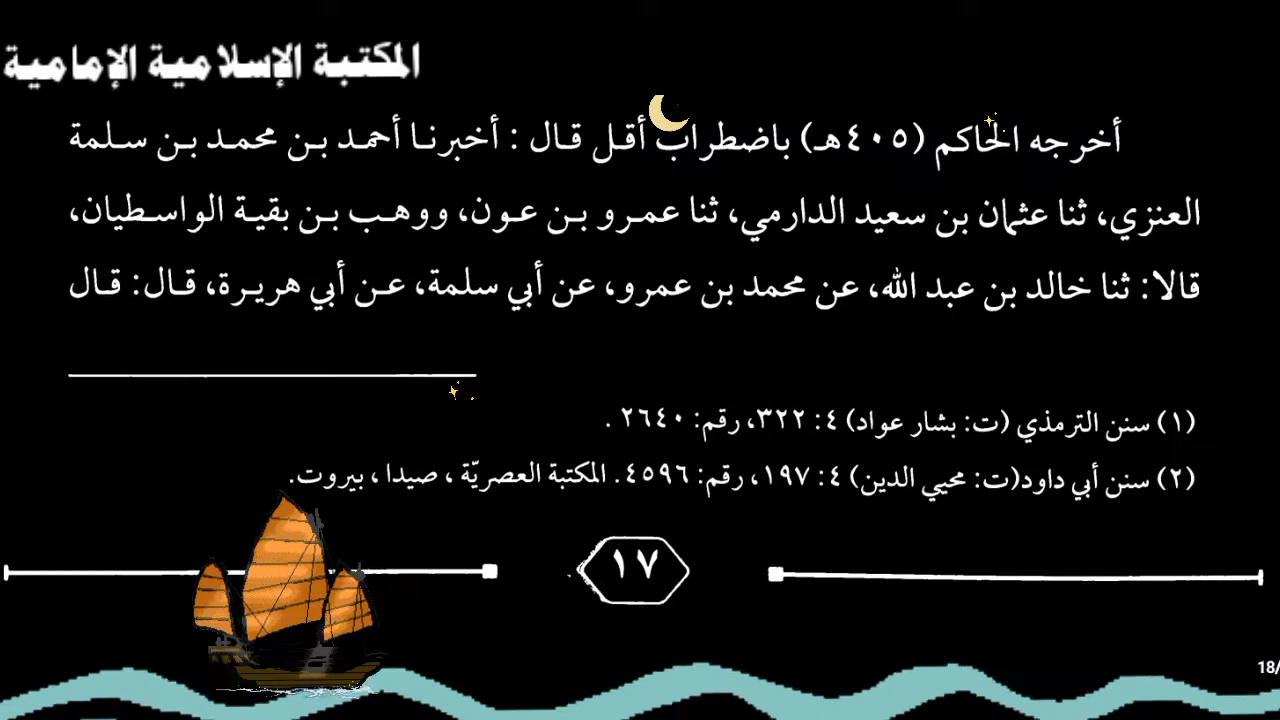 المكتبة الإسلامية الإمامية
أخرجه الحاكم (٤٠٥هـ) باضطراب أقل قال : أخبرنا أحمد بن محمد بن سلمة
العنزي، ثنا عثمان بن سعيد الدارمي، ثنا عمرو بن عون، ووهب بن بقية الواسطيان،
قالا: ثنا خالد بن عبد الله، عن محمد بن عمرو، عن أبي سلمة، عن أبي هريرة، قال: قال
(١) سنن الترمذي (ت: بشار عواد) ٤: ٣٢٢، رقم: ٢٦٤٠ .
(٢) سنن أبي داود(ت: محيي الدين) ٤: ١٩٧، رقم: ٤٥٩٦. المكتبة العصريّة ، صيدا ، بيروت.
١٧
18/